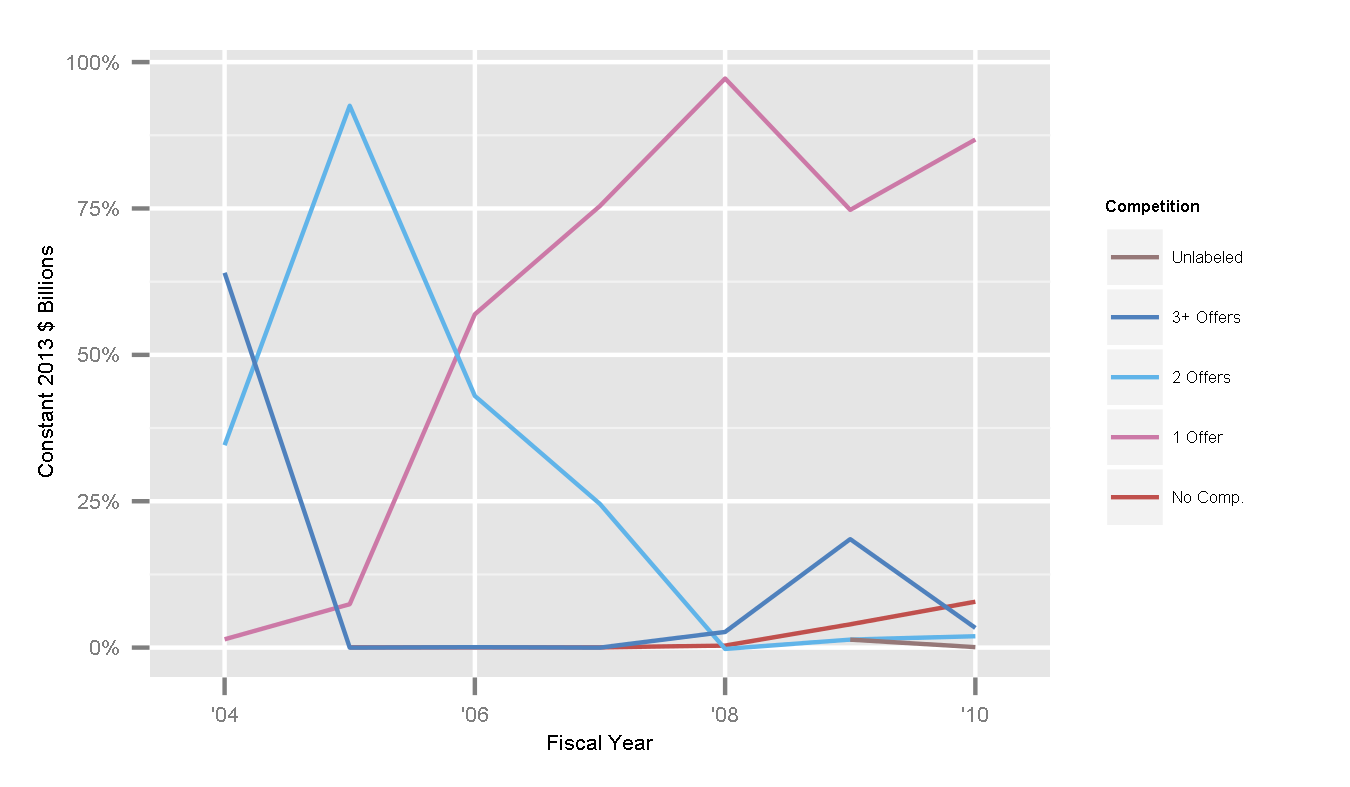 100%
75%
50%
25%
0%
Constant 2013 $ Billions
'04
'06
'08
'10
Fiscal Year
Competition
Unlabeled
3+ Offers
2 Offers
1 Offer
No Comp.